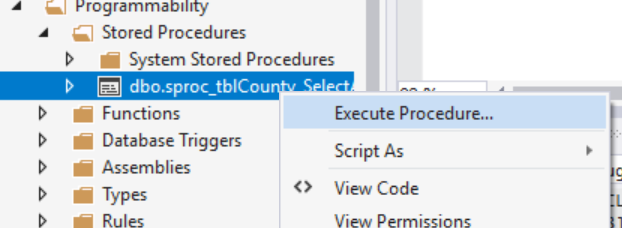 Programmability
Stored Procedures
System Stored Procedures
dbo.sproc_tblCounty_Select
Execute Procedure...
Functions
Database Triggers
Script As
Assemblies
Types
View Code
Rules
View Permissions